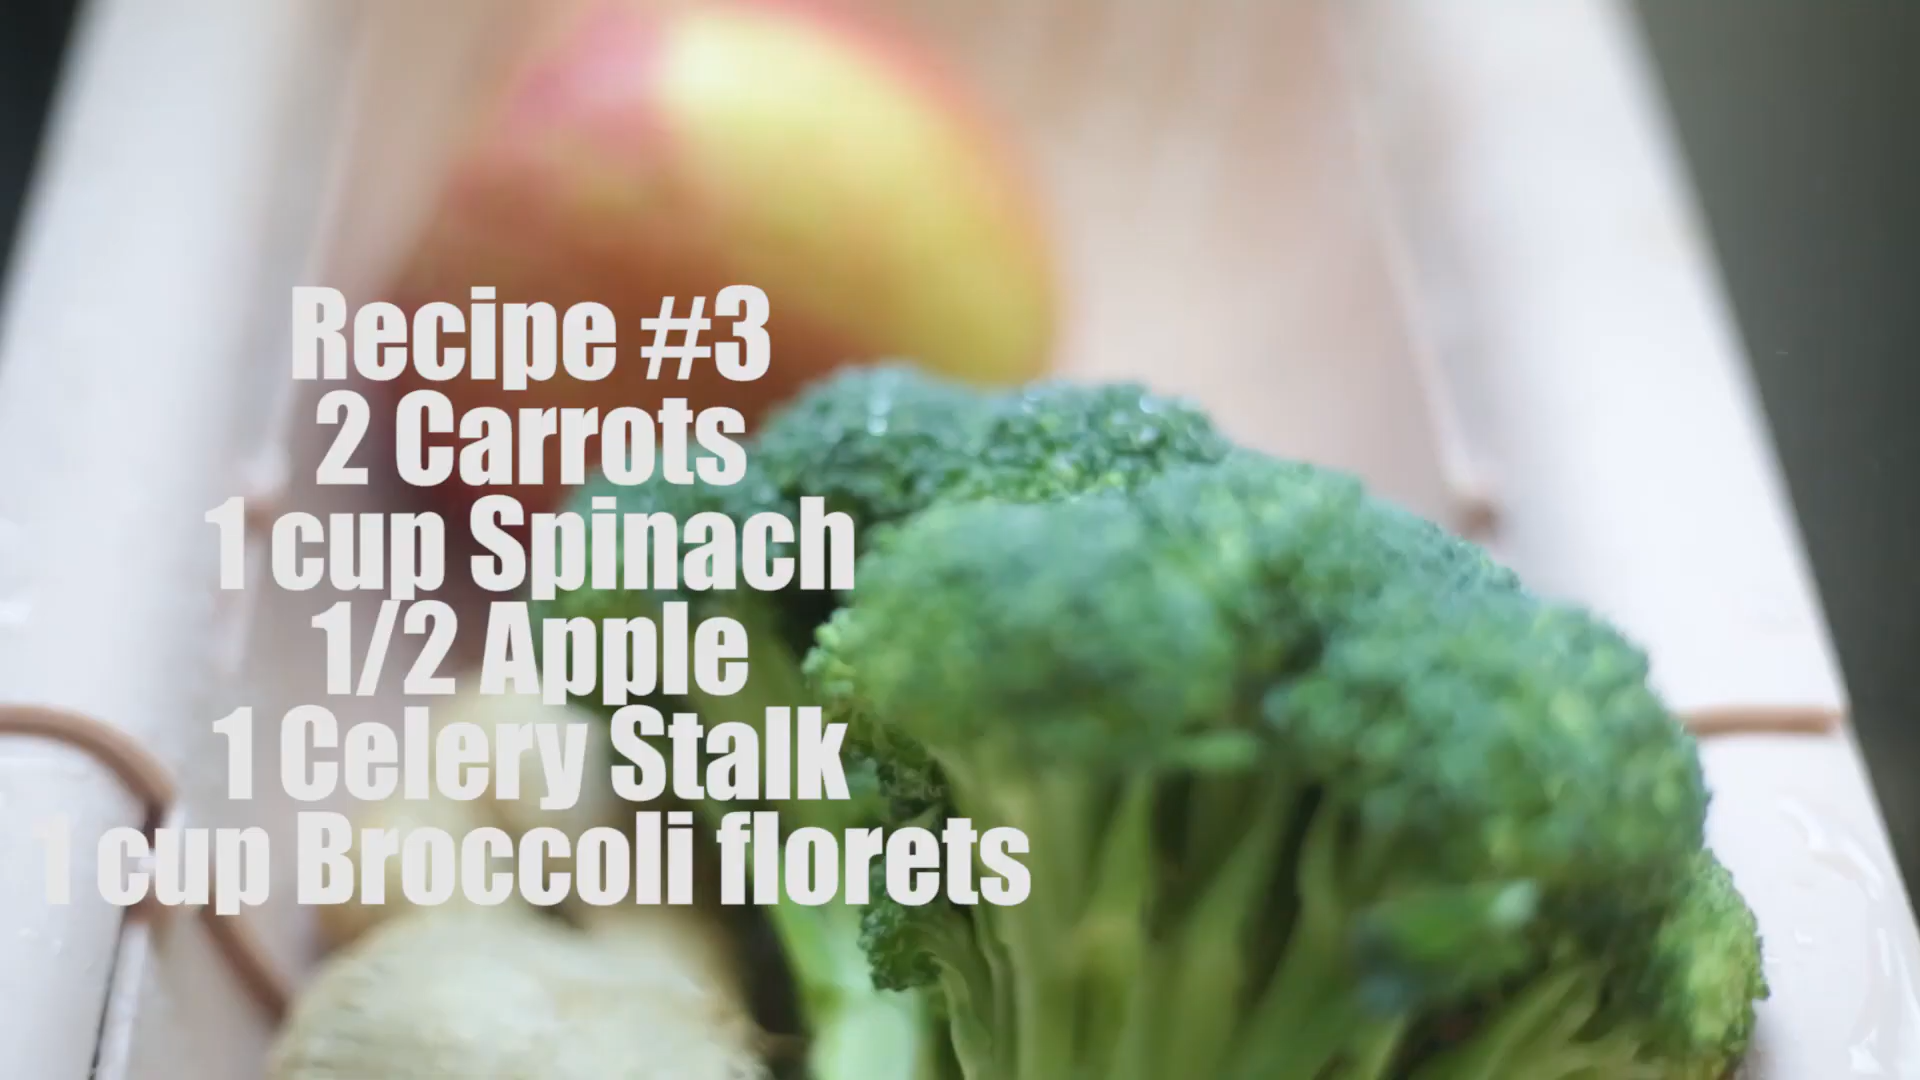 Recipe #3
2 Carrots
1 cup Spinach
1/2 Apple
1 Celery Stalk
1 cup Broccoli florets